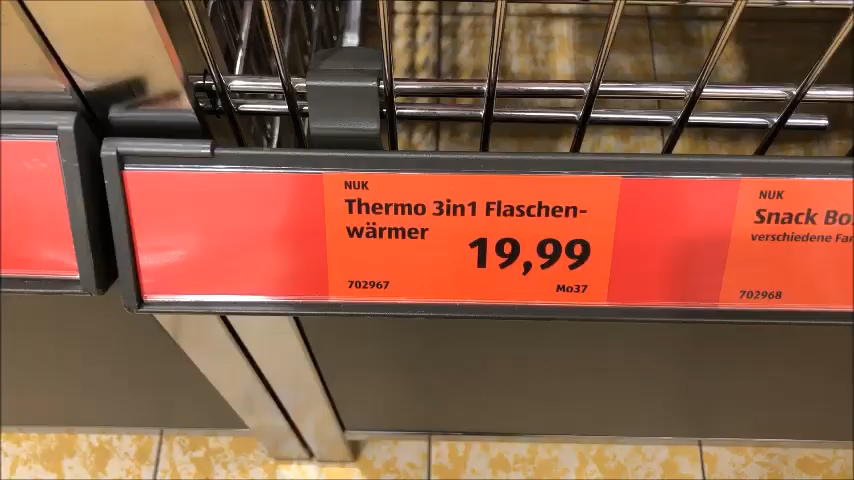 NUK
Thermo 3in1 Flaschen-
wärmer
19,99
702967
Mo37
NUK
Snack Bo
verschiedene Far
702968